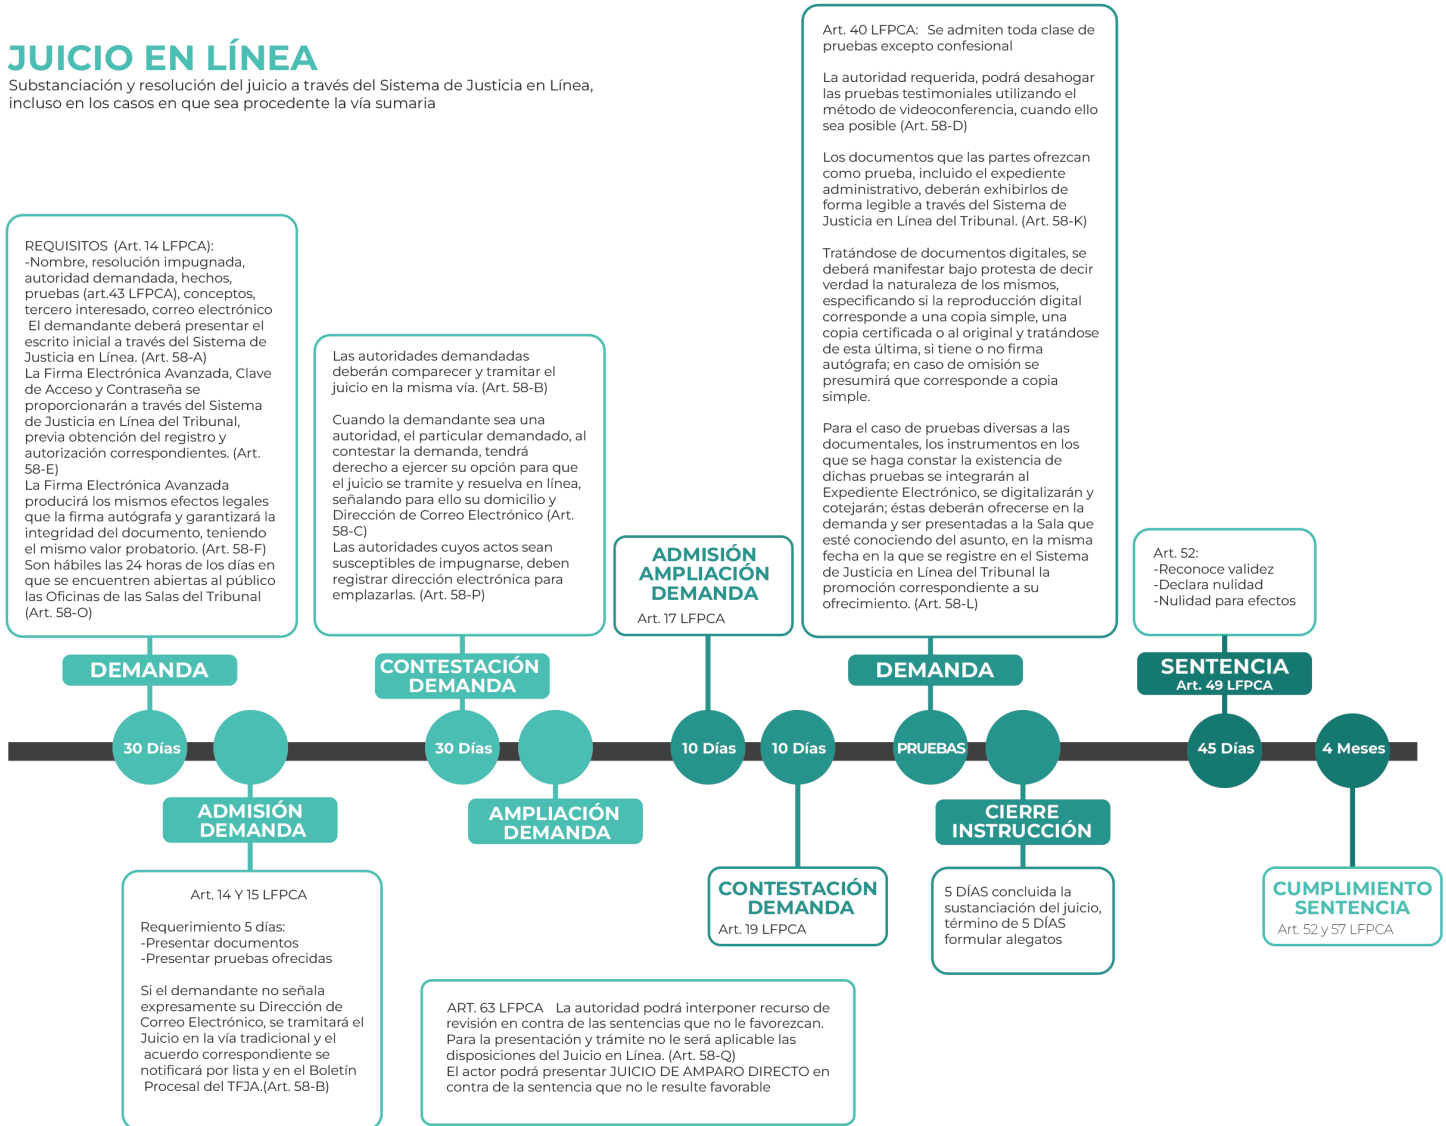 JUICIO EN LÍNEA
Substanciación y resolución del juicio a través del Sistema de Justicia en Línea,
incluso en los casos en que sea procedente la vía sumaria
REQUISITOS (Art. 14 LFPCA):
-Nombre, resolución impugnada,
autoridad demandada, hechos,
pruebas (art.43 LFPCA), conceptos,
tercero interesado, correo electrónico
El demandante deberá presentar el
escrito inicial a través del Sistema de
Justicia en Línea. (Art. 58-A)
La Firma Electrónica Avanzada, Clave
de Acceso y Contraseña se
proporcionarán a través del Sistema
de Justicia en Línea del Tribunal,
previa obtención del registro y
autorización correspondientes. (Art.
58-E)
La Firma Electrónica Avanzada
producirá los mismos efectos legales
que la firma autógrafa y garantizará la
integridad del documento, teniendo
el mismo valor probatorio. (Art. 58-F)
Son hábiles las 24 horas de los días en
que se encuentren abiertas al público
las Oficinas de las Salas del Tribunal
(Art. 58-O)
DEMANDA
30 Días
ADMISIÓN
DEMANDA
Art. 14 Y 15 LFPCA
Requerimiento 5 días:
-Presentar documentos
-Presentar pruebas ofrecidas
Si el demandante no señala
expresamente su Dirección de
Correo Electrónico, se tramitará el
Juicio en la vía tradicional y el
acuerdo correspondiente se
notificará por lista y en el Boletín
Procesal del TFJA.(Art. 58-B)
Las autoridades demandadas
deberán comparecer y tramitar el
juicio en la misma vía. (Art. 58-B)
Cuando la demandante sea una
autoridad, el particular demandado, al
contestar la demanda, tendrá
derecho a ejercer su opción para que
el juicio se tramite y resuelva en línea,
señalando para ello su domicilio y
Dirección de Correo Electrónico (Art.
58-C)
Las autoridades cuyos actos sean
susceptibles de impugnarse, deben
registrar dirección electrónica para
emplazarlas. (Art. 58-P)
CONTESTACIÓN
DEMANDA
30 Días
AMPLIACIÓN
DEMANDA
ADMISIÓN
AMPLIACIÓN
DEMANDA
Art. 17 LFPCA
10 Días
10 Días
CONTESTACIÓN
DEMANDA
Art. 19 LFPCA
Art. 40 LFPCA: Se admiten toda clase de
pruebas excepto confesional
La autoridad requerida, podrá desahogar
las pruebas testimoniales utilizando el
método de videoconferencia, cuando ello
sea posible (Art. 58-D)
Los documentos que las partes ofrezcan
como prueba, incluido el expediente
administrativo, deberán exhibirlos de
forma legible a través del Sistema de
Justicia en Línea del Tribunal. (Art. 58-K)
Tratándose de documentos digitales, se
deberá manifestar bajo protesta de decir
verdad la naturaleza de los mismos,
especificando si la reproducción digital
corresponde a una copia simple, una
copia certificada o al original y tratándose
de esta última, si tiene o no firma
autógrafa; en caso de omisión se
presumirá que corresponde a copia
simple.
Para el caso de pruebas diversas a las
documentales, los instrumentos en los
que se haga constar la existencia de
dichas pruebas se integrarán al
Expediente Electrónico, se digitalizarán y
cotejarán; éstas deberán ofrecerse en la
demanda y ser presentadas a la Sala que
esté conociendo del asunto, en la misma
fecha en la que se registre en el Sistema
de Justicia en Línea del Tribunal la
promoción correspondiente a su
ofrecimiento. (Art. 58-L)
DEMANDA
PRUEBAS
CIERRE
INSTRUCCIÓN
5 DÍAS concluida la
sustanciación del juicio,
término de 5 DÍAS
formular alegatos
Art. 52:
-Reconoce validez
-Declara nulidad
-Nulidad para efectos
SENTENCIA
Art. 49 LFPCA
45 Días
4 Meses
CUMPLIMIENTO
SENTENCIA
Art. 52 y 57 LFPCA
ART. 63 LFPCA La autoridad podrá interponer recurso de
revisión en contra de las sentencias que no le favorezcan.
Para la presentación y trámite no le será aplicable las
disposiciones del Juicio en Línea. (Art. 58-Q)
El actor podrá presentar JUICIO DE AMPARO DIRECTO en
contra de la sentencia que no le resulte favorable